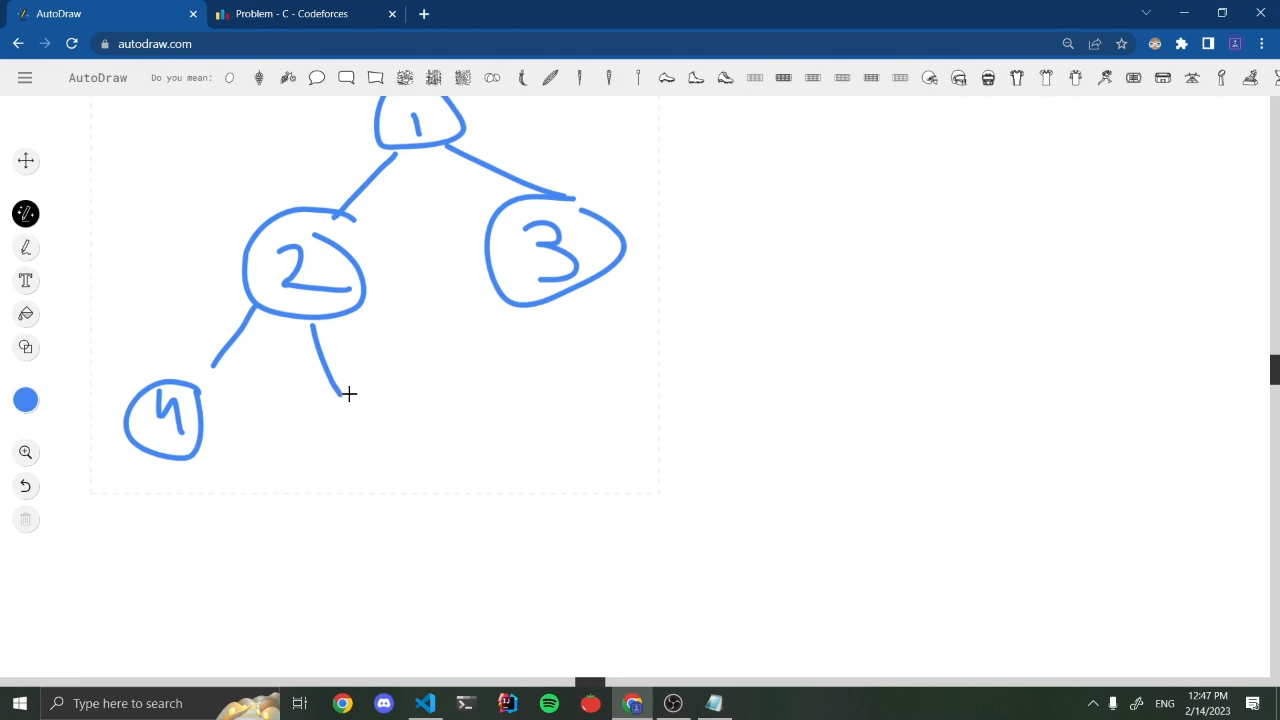 AutoDraw
Problem - C - Codeforces
autodraw.com
AutoDraw
Do you mean:
1
2
3
4
Type here to search
ENG
12:47 PM
2/14/2023